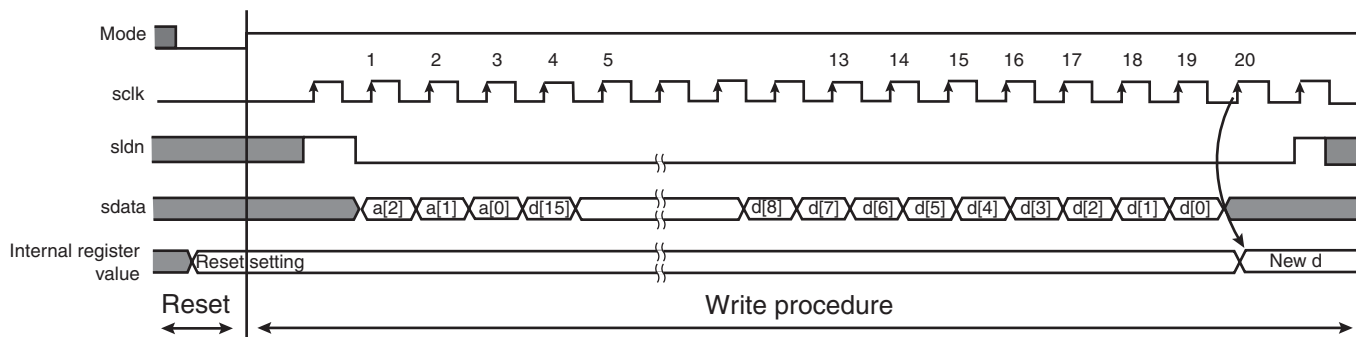 Mode
1 2 3 4 5 13 14 15 16 17 18 19 20
sclk
sldn
sdata
a[2] a[1] a[0] d[15] d[8] d[7] d[6] d[5] d[4] d[3] d[2] d[1] d[0]
Internal register
value
Reset setting
New d
Reset
Write procedure